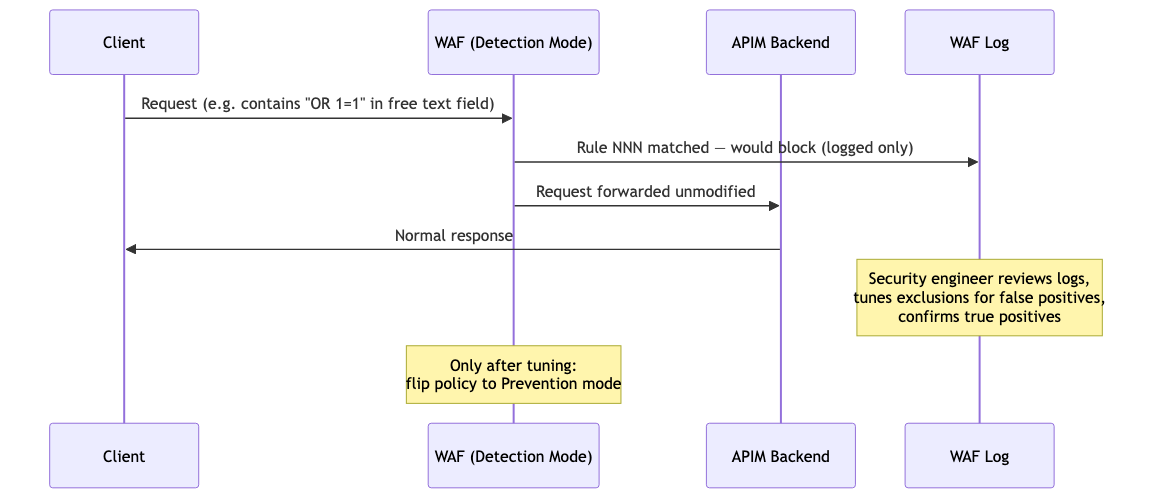 Client
WAF (Detection Mode)
APIM Backend
WAF Log
Request (e.g. contains "OR 1=1" in free text field)
Rule NNN matched — would block (logged only)
Request forwarded unmodified
Normal response
Security engineer reviews logs,
tunes exclusions for false positives,
confirms true positives
Only after tuning:
flip policy to Prevention mode
Client
WAF (Detection Mode)
APIM Backend
WAF Log